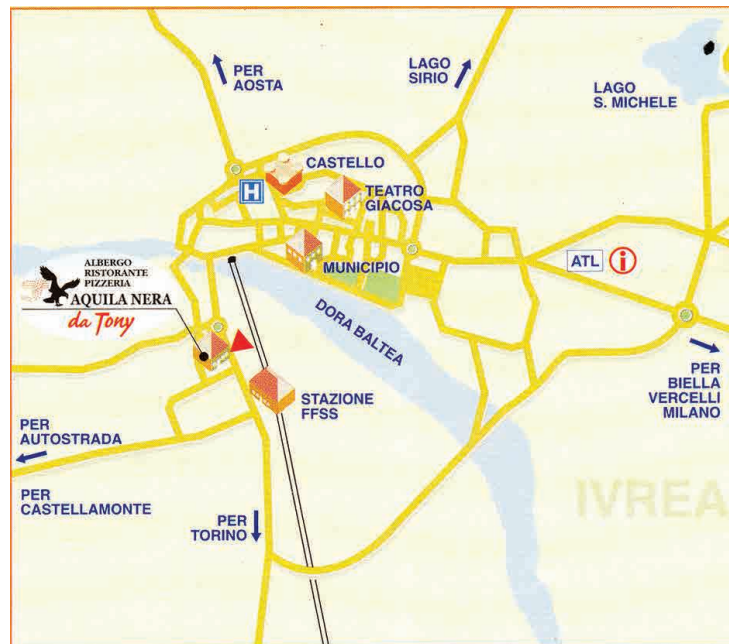 PER
AOSTA
LAGO
SIRIO
LAGO
S. MICHELE
CASTELLO
H
TEATRO
GIACOSA
ALBERGO
RISTORANTE
PIZZERIA
AQUILA NERA
da Tony
MUNICIPIO
ATL i
DORA BALTEA
STAZIONE
FFSS
PER
BIELLA
VERCELLI
MILANO
PER
AUTOSTRADA
PER
CASTELLAMONTE
PER
TORINO
IVREA